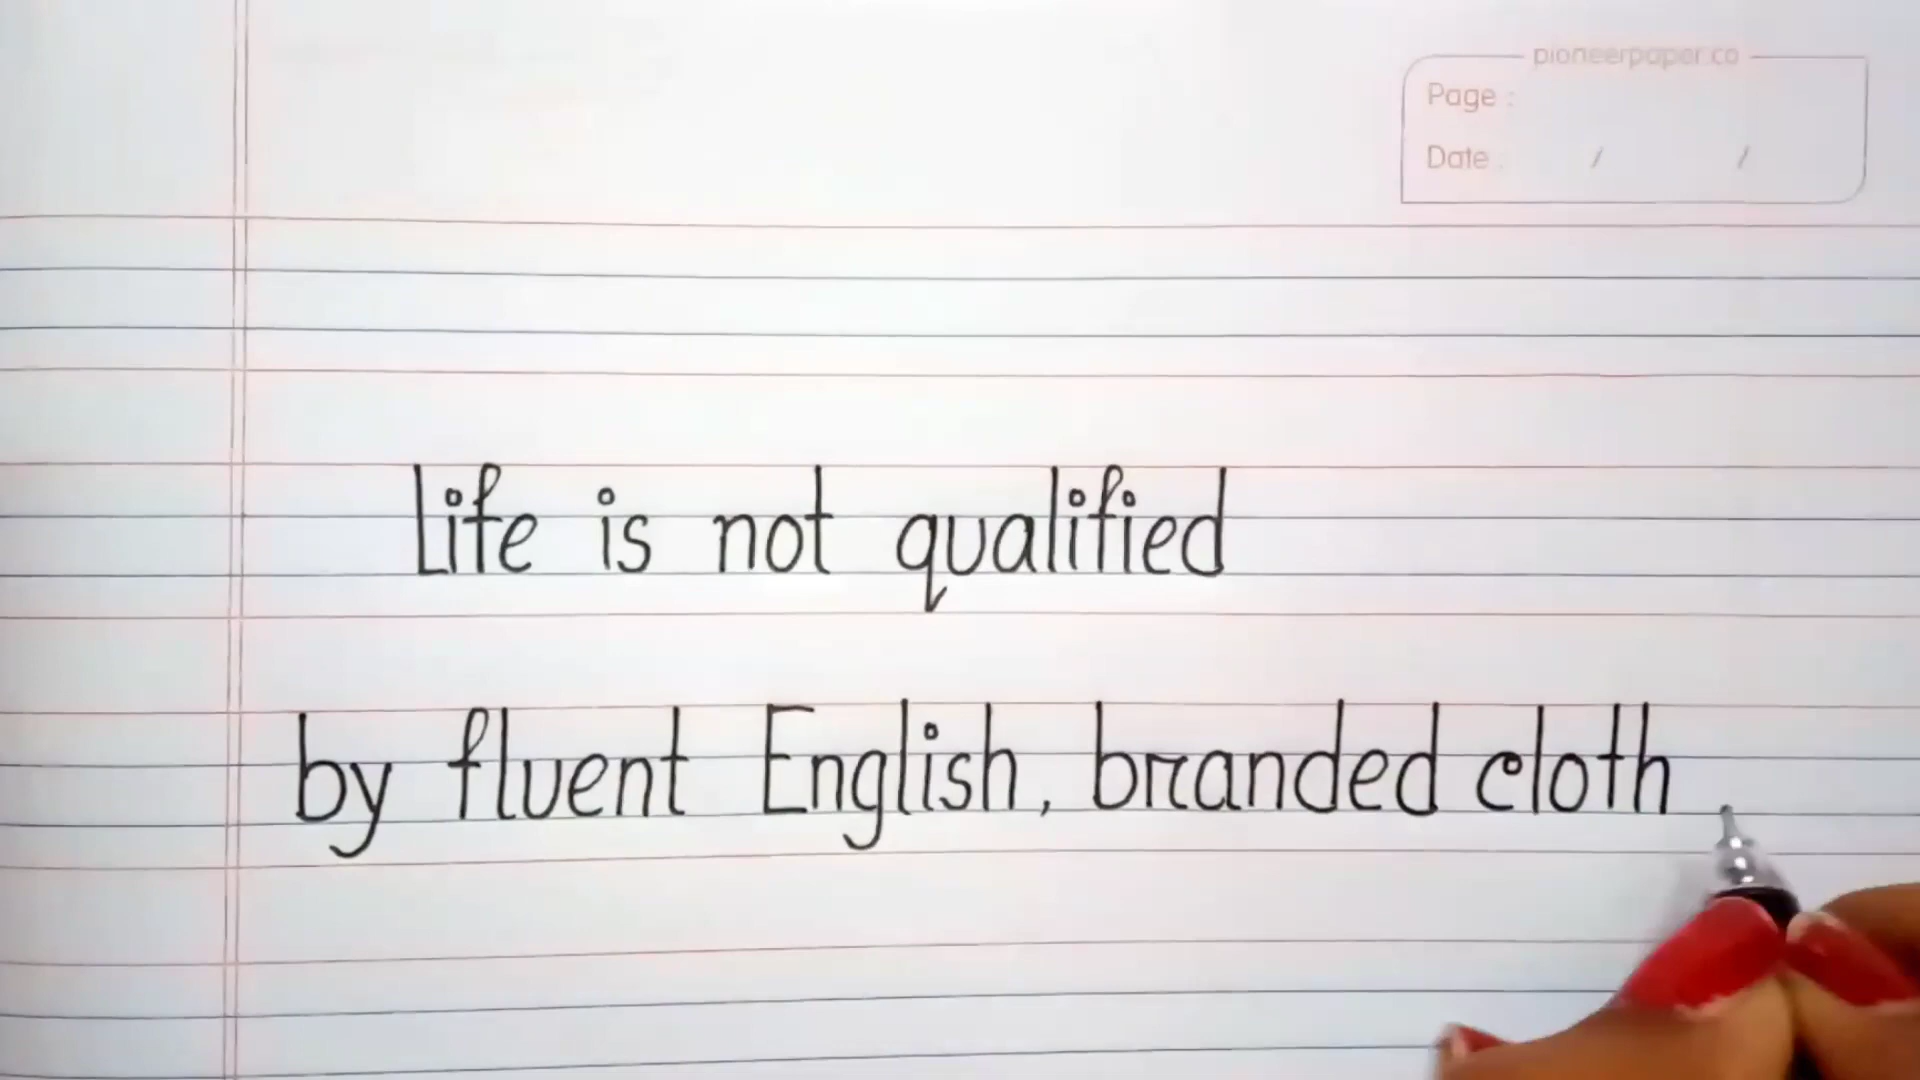 pioneerpaper.co
Page :
Date : / /
Life is not qualified
by fluent English, branded cloth